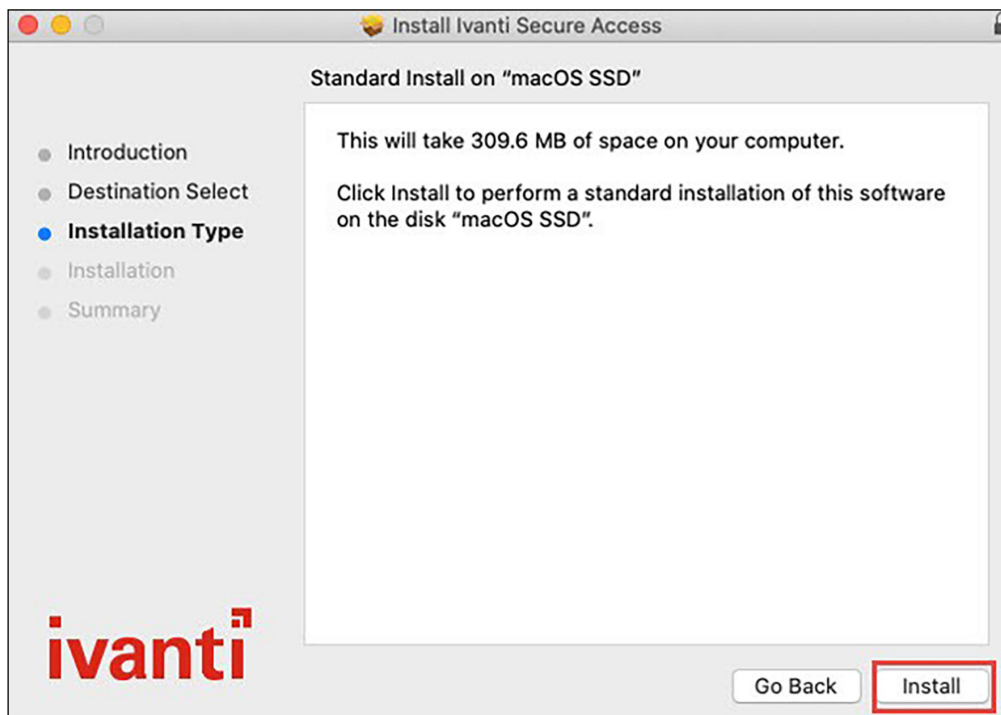 Install Ivanti Secure Access
Standard Install on “macOS SSD”
Introduction
Destination Select
Installation Type
Installation
Summary
This will take 309.6 MB of space on your computer.
Click Install to perform a standard installation of this software
on the disk “macOS SSD”.
ivanti
Go Back
Install